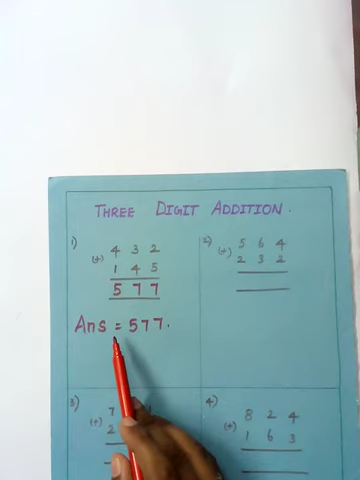 THREE DIGIT ADDITION.
1)
4 3 2
(+)
1 4 5
5 7 7
Ans = 577.
2)
5 6 4
(+)
2 3 2
3)
7
(+)
2
4)
8 2 4
(+)
1 6 3